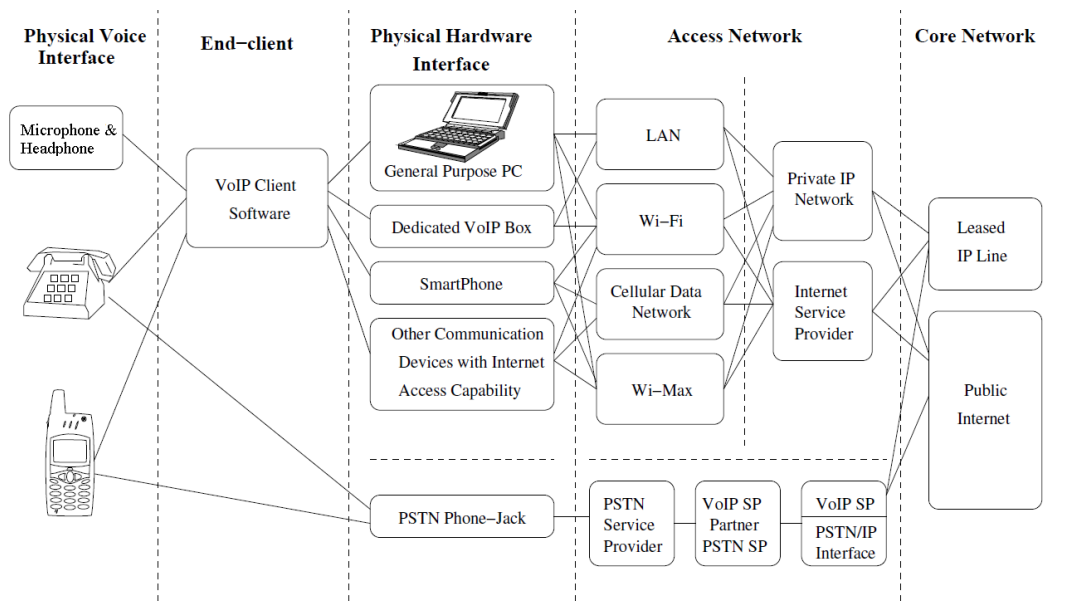 Physical Voice
Interface
End−client
Physical Hardware
Interface
Access Network
Core Network
Microphone &
Headphone
VoIP Client
Software
General Purpose PC
Dedicated VoIP Box
SmartPhone
Other Communication
Devices with Internet
Access Capability
PSTN Phone−Jack
LAN
Wi−Fi
Cellular Data
Network
Wi−Max
Private IP
Network
Internet
Service
Provider
Leased
IP Line
Public
Internet
PSTN
Service
Provider
VoIP SP
Partner
PSTN SP
VoIP SP
PSTN/IP
Interface